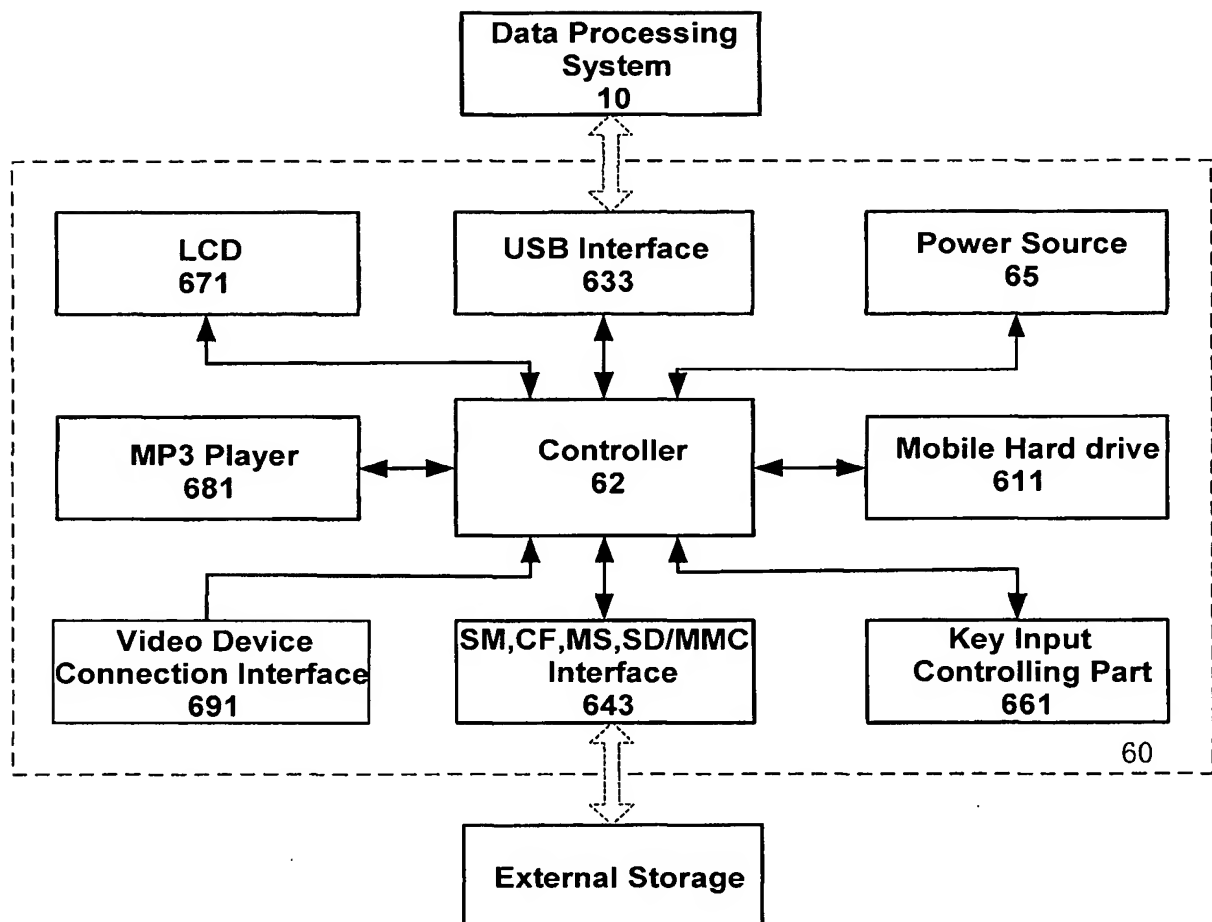 Data Processing
System
10
LCD
671
USB Interface
633
Power Source
65
MP3 Player
681
Controller
62
Mobile Hard drive
611
Video Device
Connection Interface
691
SM,CF,MS,SD/MMC
Interface
643
Key Input
Controlling Part
661
60
External Storage